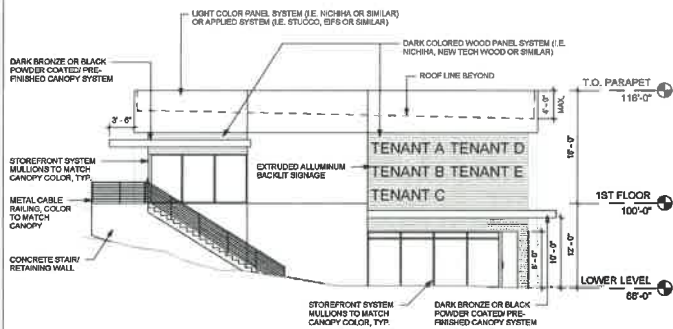 LIGHT COLOR PANEL SYSTEM (I.E. NICHIHA OR SIMILAR)
OR APPLIED SYSTEM (I.E. STUCCO, EIFS OR SIMILAR)
DARK COLORED WOOD PANEL SYSTEM (I.E.
NICHIHA, NEW TECH WOOD OR SIMILAR)
DARK BRONZE OR BLACK
POWDER COATED/ PRE-
FINISHED CANOPY SYSTEM
ROOF LINE BEYOND
T.O. PARAPET
116'-0"
3' - 6"
4' - 0"
MAX.
16' - 0"
STOREFRONT SYSTEM
MULLIONS TO MATCH
CANOPY COLOR, TYP.
EXTRUDED ALLUMINUM
BACKLIT SIGNAGE
TENANT A TENANT D
TENANT B TENANT E
TENANT C
METAL CABLE
RAILING, COLOR
TO MATCH
CANOPY
1ST FLOOR
100'-0"
CONCRETE STAIR/
RETAINING WALL
8' - 0"
10' - 0"
12' - 0"
LOWER LEVEL
88'-0"
STOREFRONT SYSTEM
MULLIONS TO MATCH
CANOPY COLOR, TYP.
DARK BRONZE OR BLACK
POWDER COATED/ PRE-
FINISHED CANOPY SYSTEM